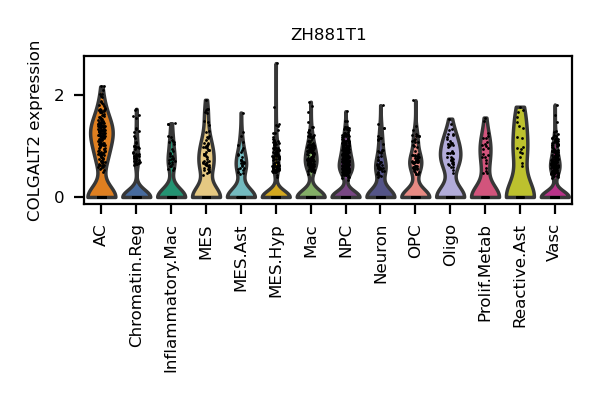 ZH881T1
COLGALT2 expression
2
0
AC
Chromatin.Reg
Inflammatory.Mac
MES
MES.Ast
MES.Hyp
Mac
NPC
Neuron
OPC
Oligo
Prolif.Metab
Reactive.Ast
Vasc